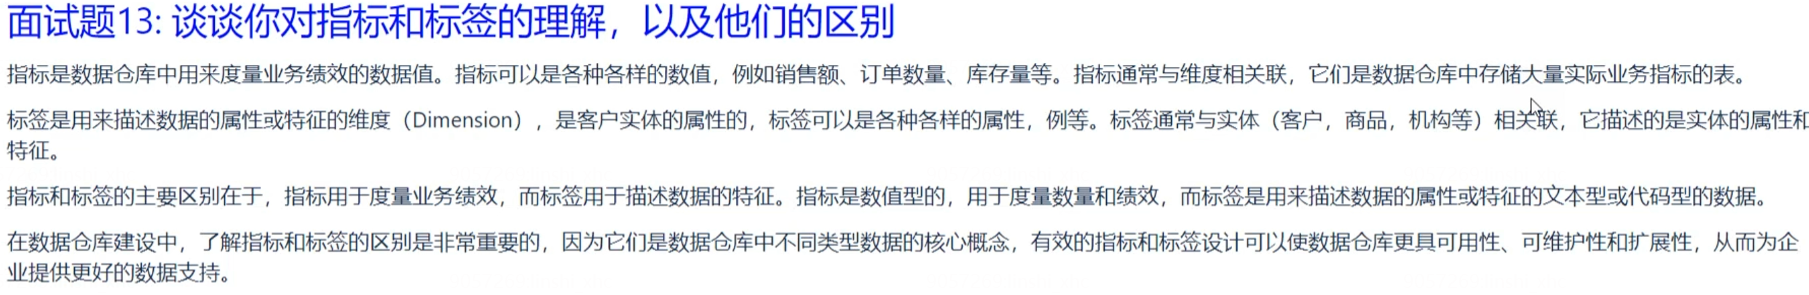 面试题13: 谈谈你对指标和标签的理解，以及他们的区别
指标是数据仓库中用来度量业务绩效的数据值。指标可以是各种各样的数值，例如销售额、订单数量、库存量等。指标通常与维度相关联，它们是数据仓库中存储大量实际业务指标的表。
标签是用来描述数据的属性或特征的维度（Dimension），是客户实体的属性的，标签可以是各种各样的属性，例等。标签通常与实体（客户，商品，机构等）相关联，它描述的是实体的属性和
特征。
指标和标签的主要区别在于，指标用于度量业务绩效，而标签用于描述数据的特征。指标是数值型的，用于度量数量和绩效，而标签是用来描述数据的属性或特征的文本型或代码型的数据。
在数据仓库建设中，了解指标和标签的区别是非常重要的，因为它们是数据仓库中不同类型数据的核心概念，有效的指标和标签设计可以使数据仓库更具可用性、可维护性和扩展性，从而为企
业提供更好的数据支持。